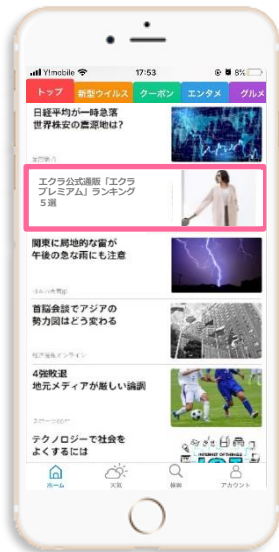 Y!mobile 17:53 8%
トップ 新型ウイルス クーポン エンタメ グルメ
日経平均が一時急落
世界株安の震源地は?
エクラ公式通販「エクラ
プレミアム」ランキング
5選
関東に局地的な雷が
午後の急な雨にも注意
首脳会談でアジアの
勢力図はどう変わる
4強敗退
地元メディアが厳しい論調
テクノロジーで社会を
よくするには
INTERNET OF THINGS
ホーム 天気 検索 アカウント